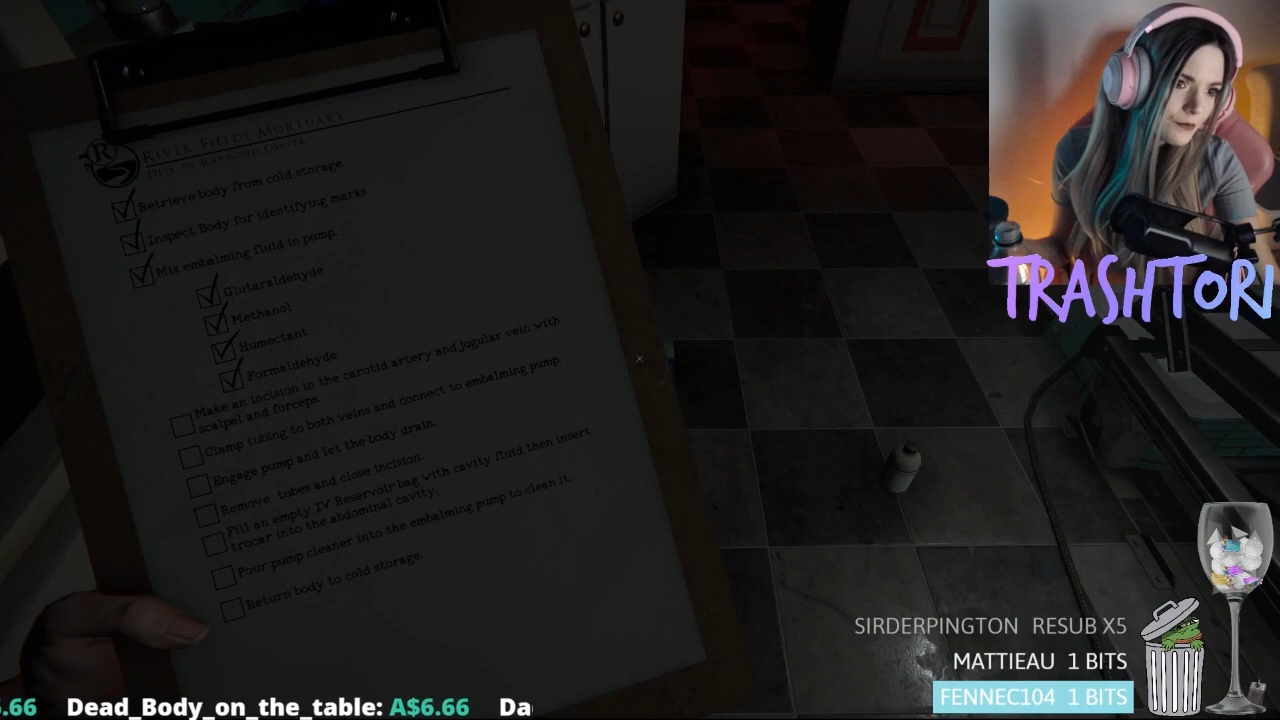 RIVER FIELDS MORTUARY
DEIR OF RAYMOND DELVER
Retrieve body from cold storage.
Inspect Body for identifying marks
Mix embalming fluid in pump.
Glutaraldehyde
Methanol
Humectant
Formaldehyde
Make an incision in the carotid artery and jugular vein with
scalpel and forceps.
Clamp tubing to both veins and connect to embalming pump.
Engage pump and let the body drain.
Remove tubes and close incision.
Fill an empty IV Reservoir bag with cavity fluid then insert
trocar into the abdominal cavity.
Pour pump cleaner into the embalming pump to clean it.
Return body to cold storage.
TRASHTORI
SIRDERPINGTON RESUB X5
MATTIEAU 1 BITS
FENNEC104 1 BITS
.66 Dead_Body_on_the_table: A$6.66 Da